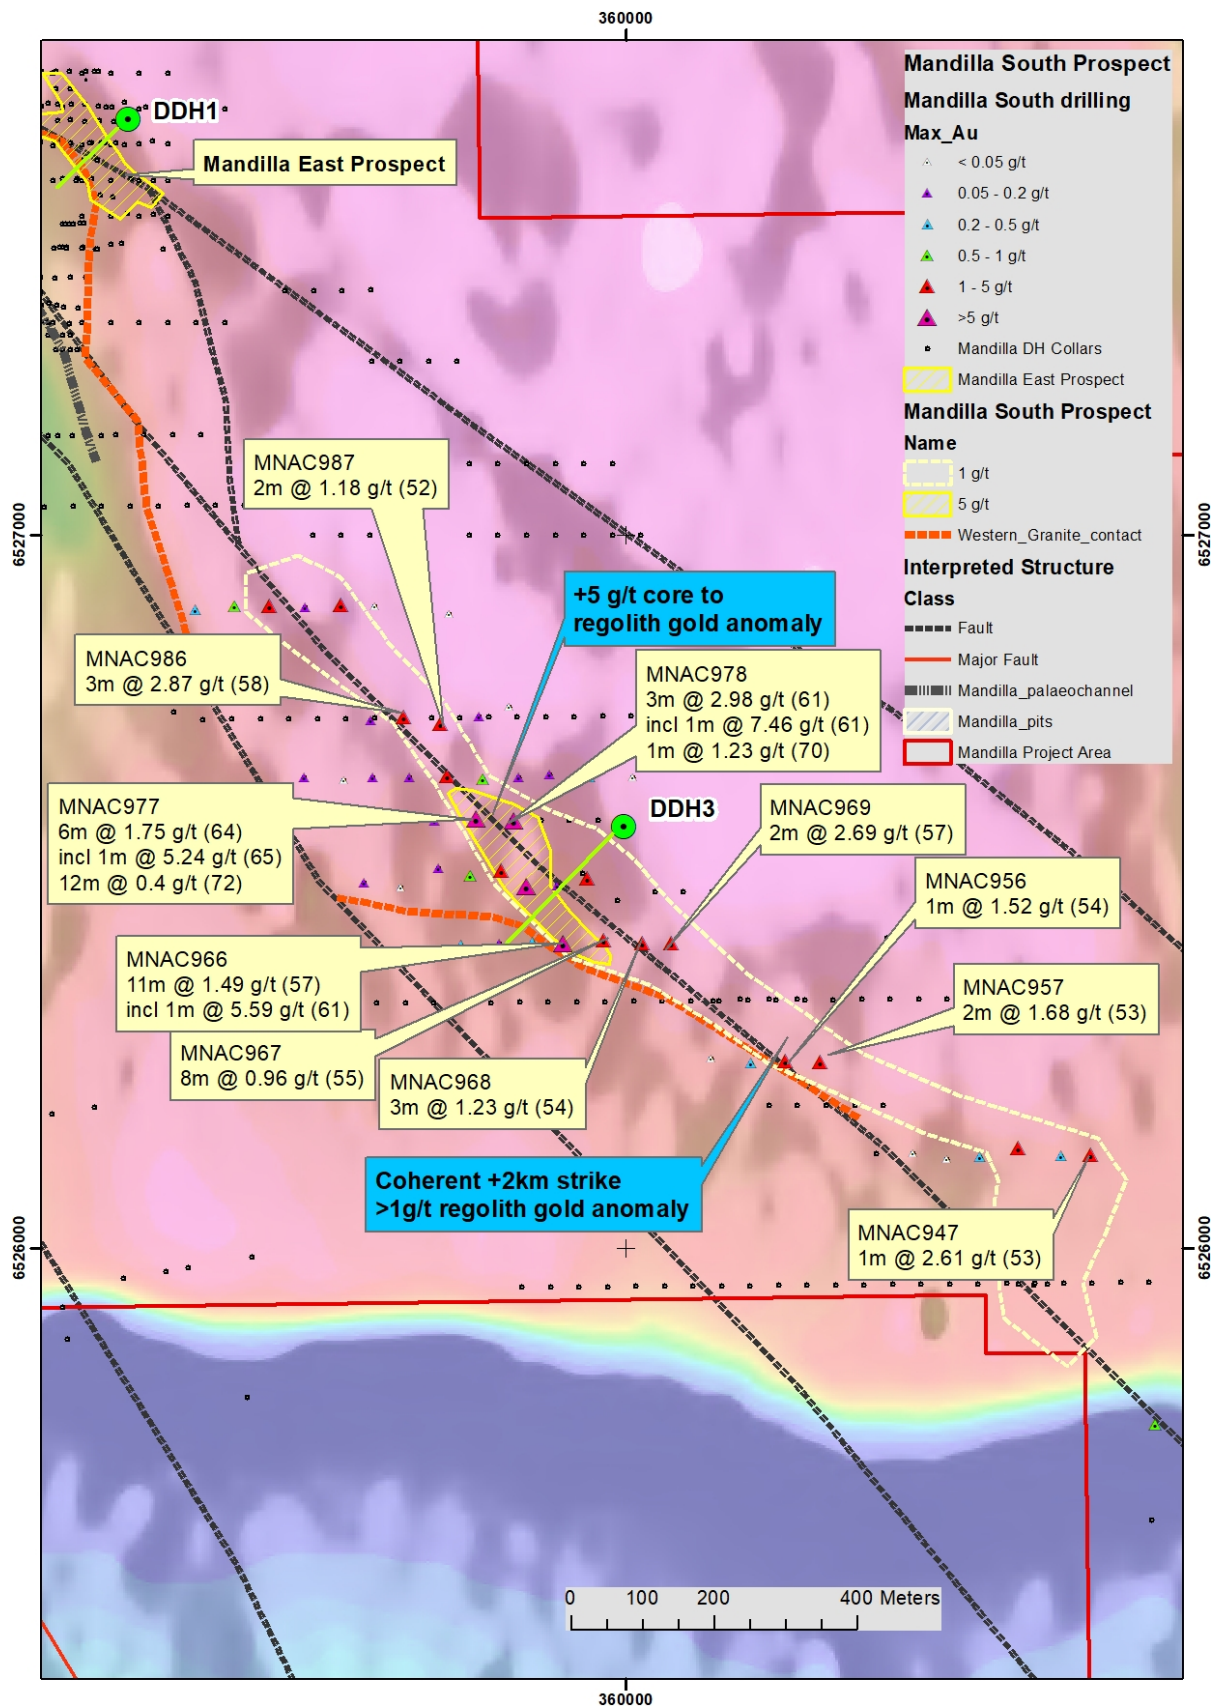 360000
DDH1
Mandilla East Prospect
Mandilla South Prospect
Mandilla South drilling
Max_Au
< 0.05 g/t
0.05 - 0.2 g/t
0.2 - 0.5 g/t
0.5 - 1 g/t
1 - 5 g/t
>5 g/t
Mandilla DH Collars
Mandilla East Prospect
Mandilla South Prospect
Name
1 g/t
5 g/t
Western_Granite_contact
Interpreted Structure
Class
Fault
Major Fault
Mandilla_palaeochannel
Mandilla_pits
Mandilla Project Area
6527000
6527000
MNAC987
2m @ 1.18 g/t (52)
+5 g/t core to
regolith gold anomaly
MNAC986
3m @ 2.87 g/t (58)
MNAC978
3m @ 2.98 g/t (61)
incl 1m @ 7.46 g/t (61)
1m @ 1.23 g/t (70)
MNAC977
6m @ 1.75 g/t (64)
incl 1m @ 5.24 g/t (65)
12m @ 0.4 g/t (72)
DDH3
MNAC969
2m @ 2.69 g/t (57)
MNAC956
1m @ 1.52 g/t (54)
MNAC966
11m @ 1.49 g/t (57)
incl 1m @ 5.59 g/t (61)
MNAC957
2m @ 1.68 g/t (53)
MNAC967
8m @ 0.96 g/t (55)
MNAC968
3m @ 1.23 g/t (54)
Coherent +2km strike
>1g/t regolith gold anomaly
MNAC947
1m @ 2.61 g/t (53)
6526000
6526000
0 100 200 400 Meters
360000